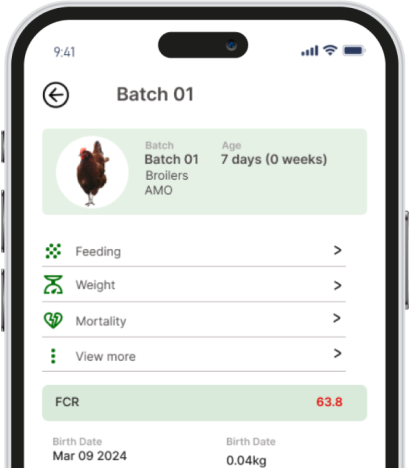 9:41
Batch 01
Batch
Age
Batch 01
7 days (0 weeks)
Broilers
AMO
Feeding >
Weight >
Mortality >
View more >
FCR
63.8
Birth Date
Birth Date
Mar 09 2024
0.04kg